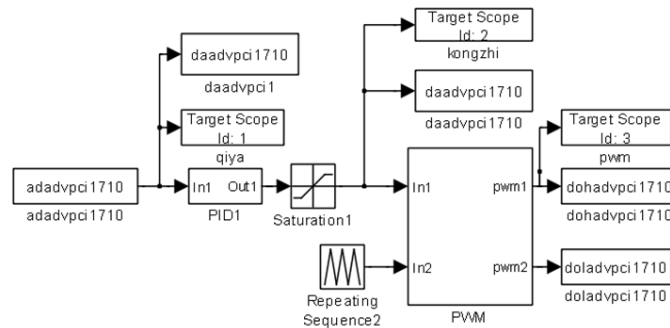 Target Scope
Id: 2
kongzhi
daadvpci1710
daadvpci1
daadvpci1710
daadvpci1710
Target Scope
Id: 1
qiya
Target Scope
Id: 3
pwm
adadvpci1710
adadvpci1710
In1 Out1
PID1
Saturation1
In1
pwm1
dohadvpci1710
dohadvpci1710
In2
pwm2
doladvpci1710
doladvpci1710
Repeating
Sequence2
PWM